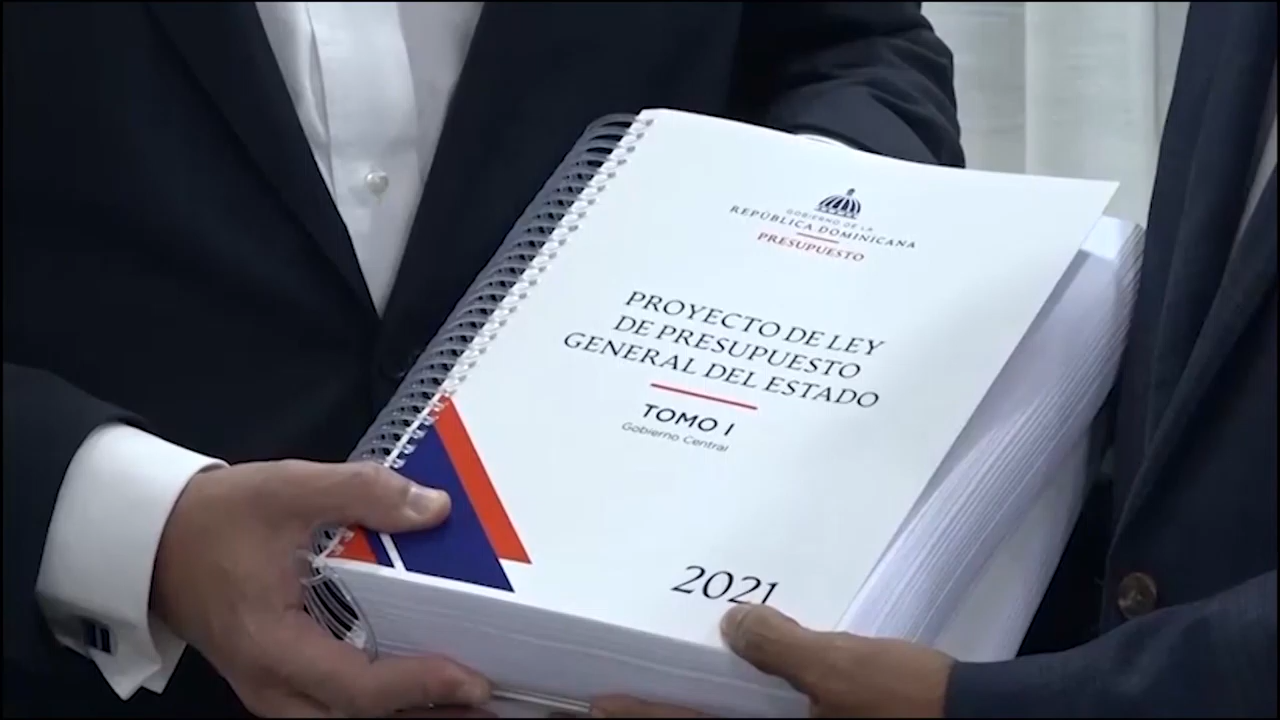 GOBIERNO DE LA
REPÚBLICA DOMINICANA
PRESUPUESTO
PROYECTO DE LEY
DE PRESUPUESTO
GENERAL DEL ESTADO
TOMO I
Gobierno Central
2021